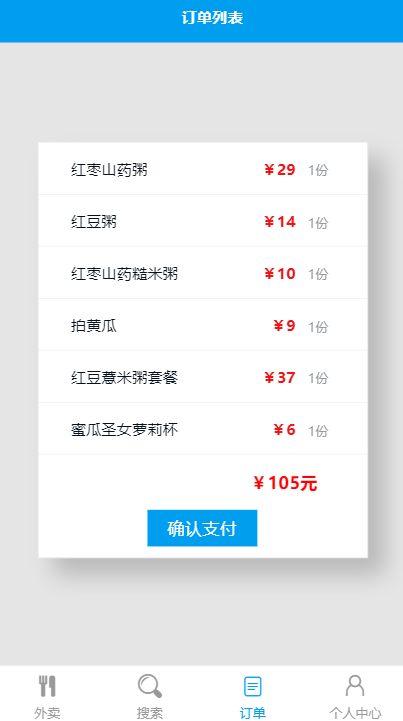 订单列表
红枣山药粥 ￥29 1份
红豆粥 ￥14 1份
红枣山药糙米粥 ￥10 1份
拍黄瓜 ￥9 1份
红豆薏米粥套餐 ￥37 1份
蜜瓜圣女萝莉杯 ￥6 1份
￥105元
确认支付
外卖 搜索 订单 个人中心